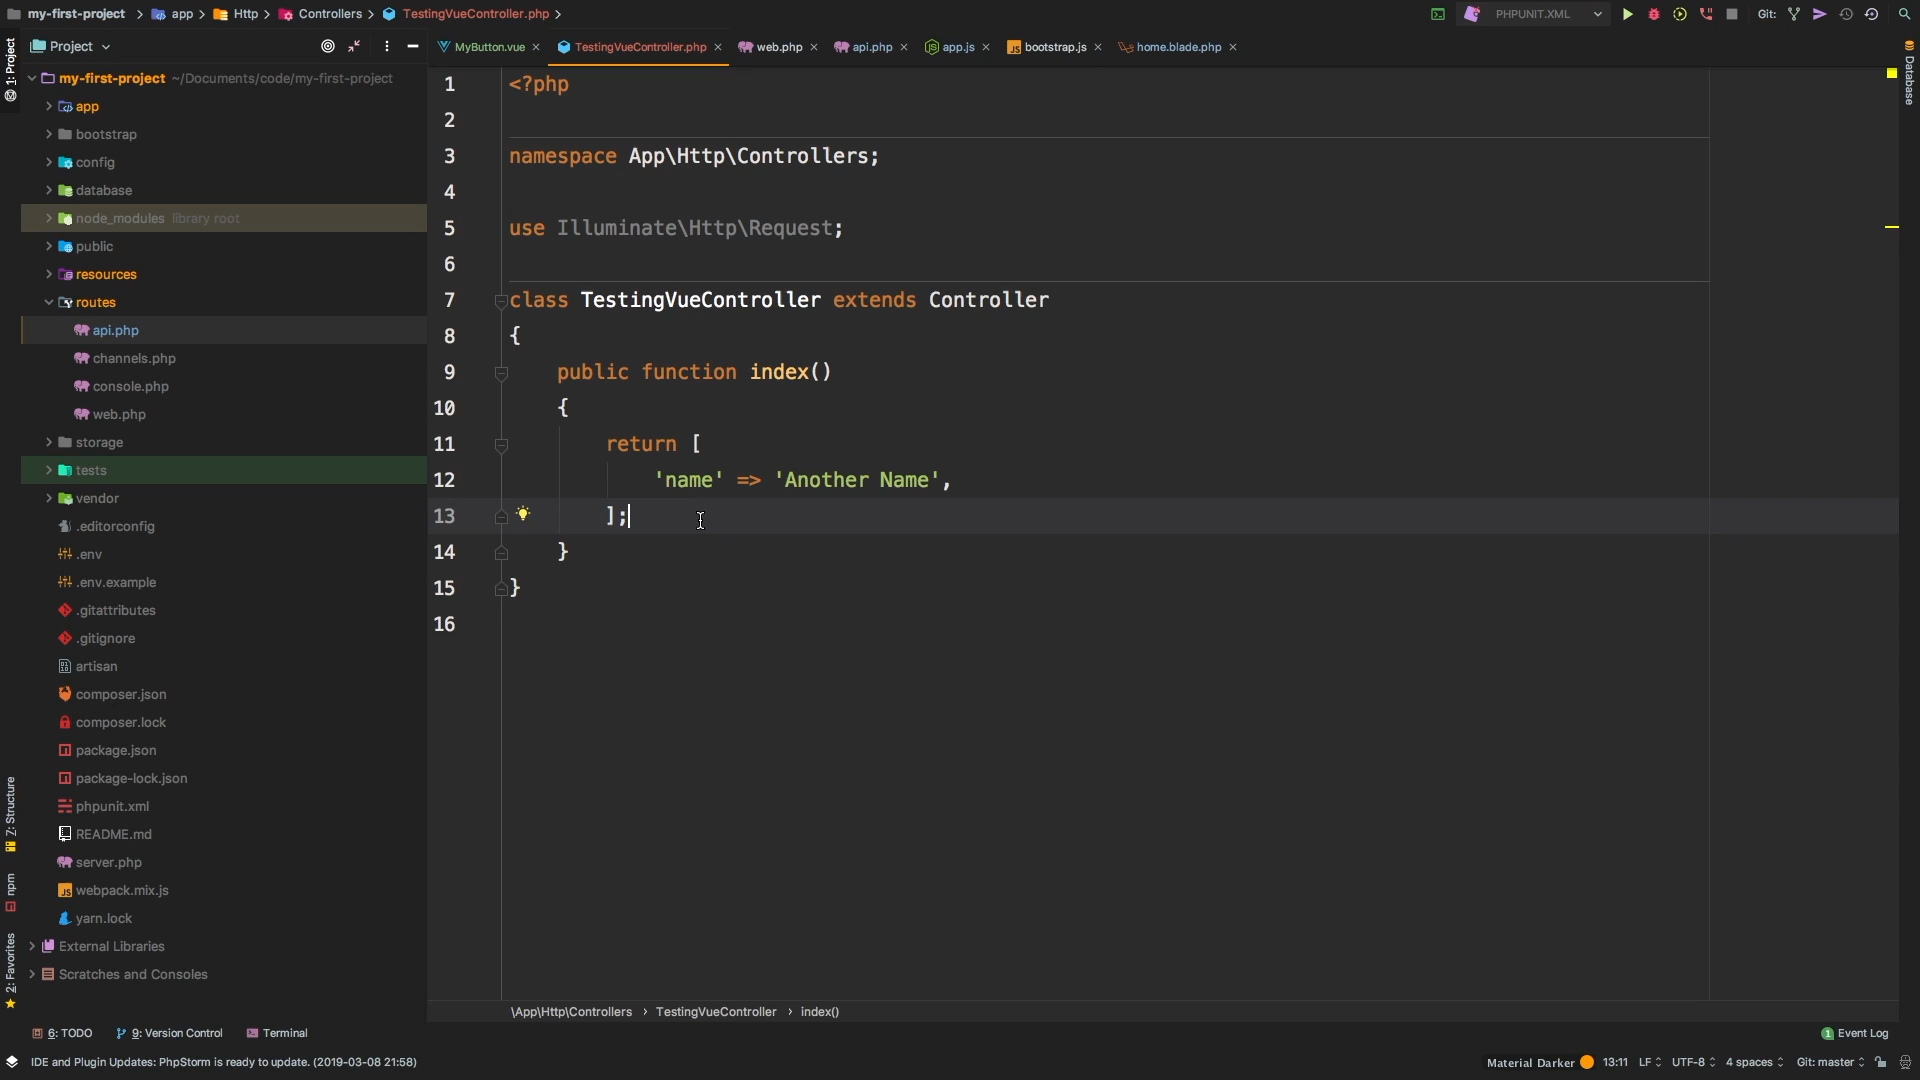 my-first-project › app › Http › Controllers › TestingVueController.php ›
PHPUNIT.XML
Git:
1: Project
Project
MyButton.vue
TestingVueController.php
web.php
api.php
app.js
bootstrap.js
home.blade.php
Database
my-first-project ~/Documents/code/my-first-project
app
bootstrap
config
database
node_modules library root
public
resources
routes
api.php
channels.php
console.php
web.php
storage
tests
vendor
.editorconfig
.env
.env.example
.gitattributes
.gitignore
artisan
composer.json
composer.lock
package.json
package-lock.json
phpunit.xml
README.md
server.php
webpack.mix.js
yarn.lock
External Libraries
Scratches and Consoles
Z: Structure
npm
2: Favorites
1 <?php
2
3 namespace App\Http\Controllers;
4
5 use Illuminate\Http\Request;
6
7 class TestingVueController extends Controller
8 {
9 public function index()
10 {
11 return [
12 'name' => 'Another Name',
13 ];
14 }
15 }
16
\App\Http\Controllers › TestingVueController › index()
6: TODO
9: Version Control
Terminal
1 Event Log
IDE and Plugin Updates: PhpStorm is ready to update. (2019-03-08 21:58)
Material Darker
13:11
LF
UTF-8
4 spaces
Git: master